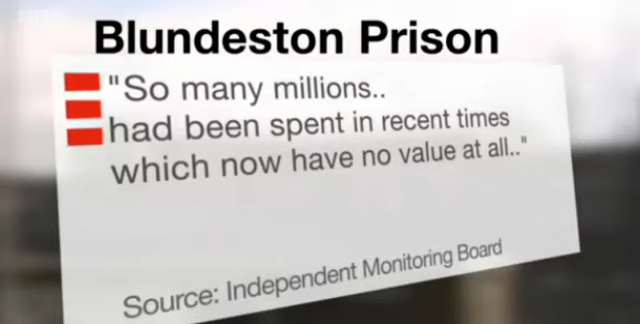 Blundeston Prison
"So many millions..
had been spent in recent times
which now have no value at all.."
Source: Independent Monitoring Board